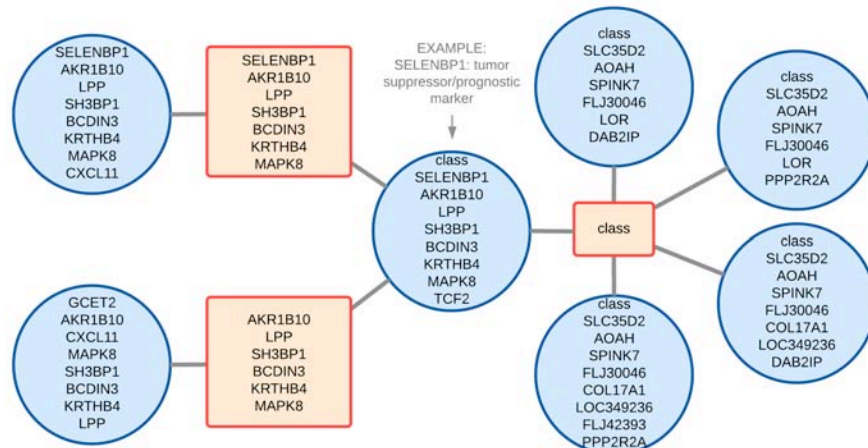 SELENBP1
AKR1B10
LPP
SH3BP1
BCDIN3
KRTHB4
MAPK8
CXCL11
SELENBP1
AKR1B10
LPP
SH3BP1
BCDIN3
KRTHB4
MAPK8
EXAMPLE:
SELENBP1: tumor
suppressor/prognostic
marker
class
SELENBP1
AKR1B10
LPP
SH3BP1
BCDIN3
KRTHB4
MAPK8
TCF2
class
SLC35D2
AOAH
SPINK7
FLJ30046
LOR
DAB2IP
class
SLC35D2
AOAH
SPINK7
FLJ30046
LOR
PPP2R2A
class
GCET2
AKR1B10
CXCL11
MAPK8
SH3BP1
BCDIN3
KRTHB4
LPP
AKR1B10
LPP
SH3BP1
BCDIN3
KRTHB4
MAPK8
class
SLC35D2
AOAH
SPINK7
FLJ30046
COL17A1
LOC349236
FLJ42393
PPP2R2A
class
SLC35D2
AOAH
SPINK7
FLJ30046
COL17A1
LOC349236
DAB2IP